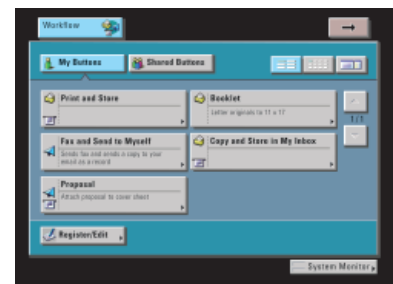 Workflow
My Buttons
Shared Buttons
Print and Store
Booklet
Letter originals to 11 x 17
1/1
Fax and Send to Myself
Sends fax and sends a copy to your
email as a record
Copy and Store in My Inbox
Proposal
Attach proposal to cover sheet
Register/Edit
System Monitor